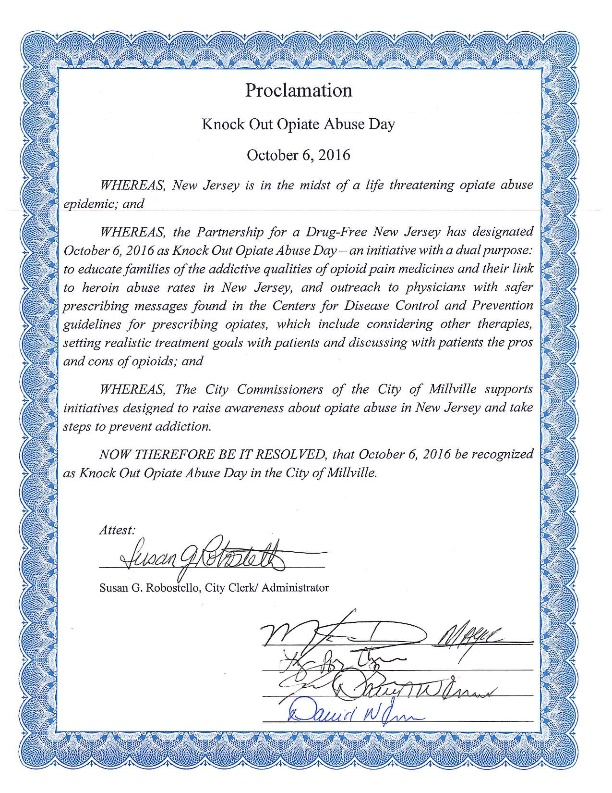 Proclamation
Knock Out Opiate Abuse Day
October 6, 2016
WHEREAS, New Jersey is in the midst of a life threatening opiate abuse
epidemic; and
WHEREAS, the Partnership for a Drug-Free New Jersey has designated
October 6, 2016 as Knock Out Opiate Abuse Day – an initiative with a dual purpose:
to educate families of the addictive qualities of opioid pain medicines and their link
to heroin abuse rates in New Jersey, and outreach to physicians with safer
prescribing messages found in the Centers for Disease Control and Prevention
guidelines for prescribing opiates, which include considering other therapies,
setting realistic treatment goals with patients and discussing with patients the pros
and cons of opioids; and
WHEREAS, The City Commissioners of the City of Millville supports
initiatives designed to raise awareness about opiate abuse in New Jersey and take
steps to prevent addiction.
NOW THEREFORE BE IT RESOLVED, that October 6, 2016 be recognized
as Knock Out Opiate Abuse Day in the City of Millville.
Attest:
Susan G Robostello
Susan G. Robostello, City Clerk/ Administrator
David W